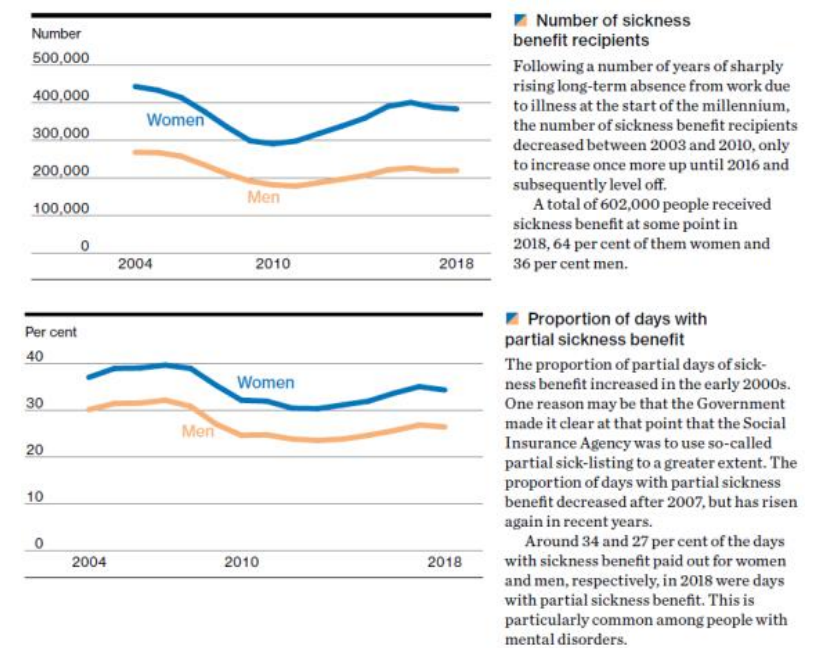 Number
500,000
400,000
300,000
200,000
100,000
0
Women
Men
2004 2010 2018
Number of sickness
benefit recipients
Following a number of years of sharply
rising long-term absence from work due
to illness at the start of the millennium,
the number of sickness benefit recipients
decreased between 2003 and 2010, only
to increase once more up until 2016 and
subsequently level off.
A total of 602,000 people received
sickness benefit at some point in
2018, 64 per cent of them women and
36 per cent men.
Per cent
40
30
20
10
0
Women
Men
2004 2010 2018
Proportion of days with
partial sickness benefit
The proportion of partial days of sick-
ness benefit increased in the early 2000s.
One reason may be that the Government
made it clear at that point that the Social
Insurance Agency was to use so-called
partial sick-listing to a greater extent. The
proportion of days with partial sickness
benefit decreased after 2007, but has risen
again in recent years.
Around 34 and 27 per cent of the days
with sickness benefit paid out for women
and men, respectively, in 2018 were days
with partial sickness benefit. This is
particularly common among people with
mental disorders.